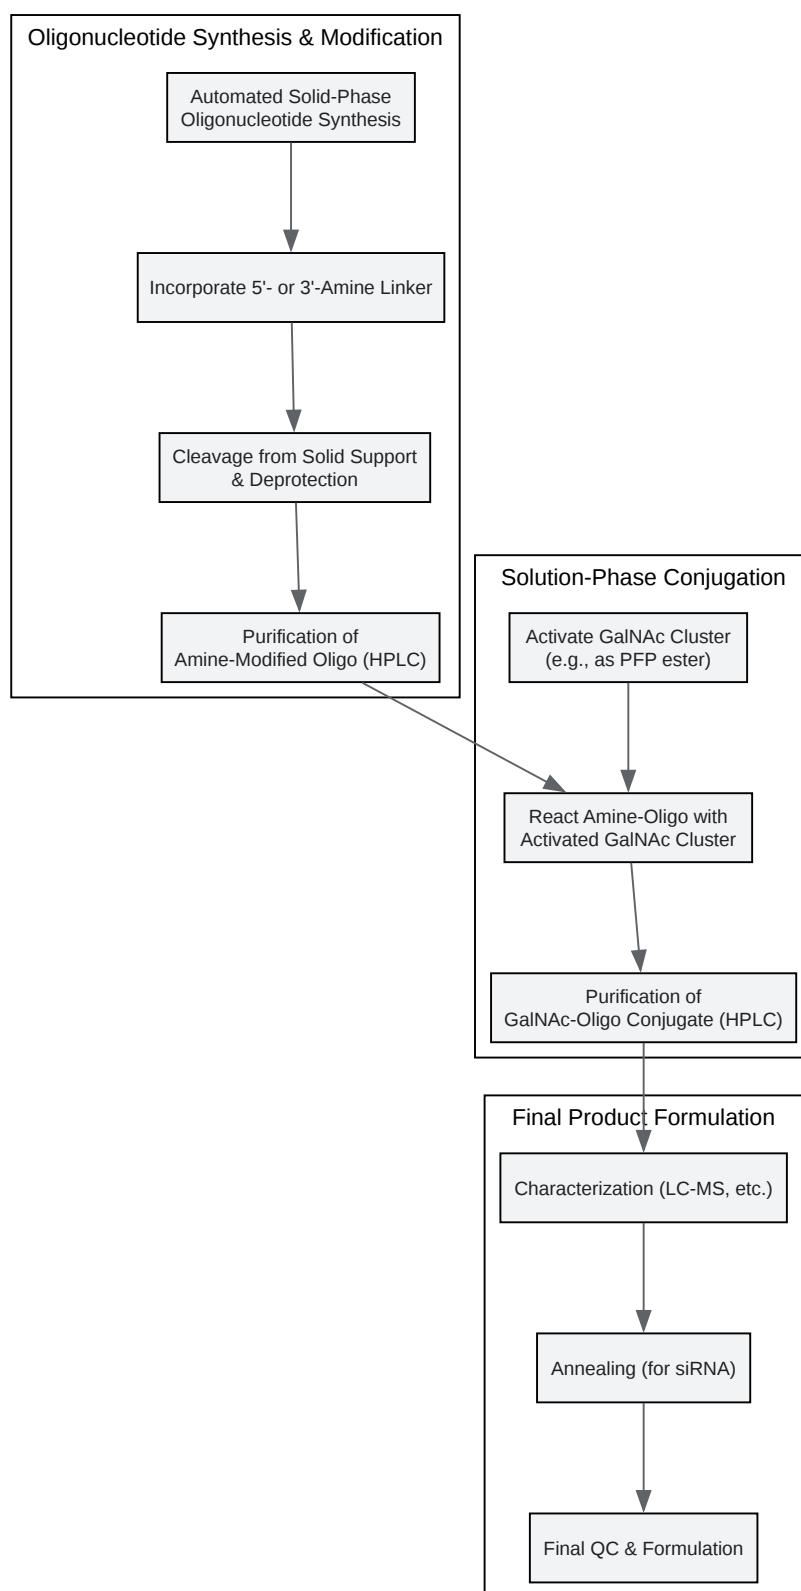 Oligonucleotide Synthesis & Modification
Automated Solid-Phase
Oligonucleotide Synthesis
Incorporate 5'- or 3'-Amine Linker
Cleavage from Solid Support
& Deprotection
Purification of
Amine-Modified Oligo (HPLC)
Solution-Phase Conjugation
Activate GalNAc Cluster
(e.g., as PFP ester)
React Amine-Oligo with
Activated GalNAc Cluster
Purification of
GalNAc-Oligo Conjugate (HPLC)
Final Product Formulation
Characterization (LC-MS, etc.)
Annealing (for siRNA)
Final QC & Formulation